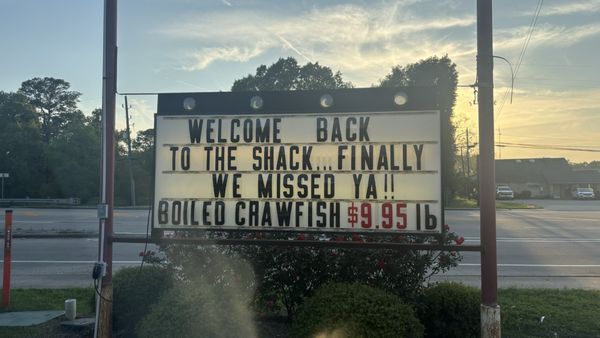 WELCOME BACK
TO THE SHACK... FINALLY
WE MISSED YA!!
BOILED CRAWFISH $9.95 lb